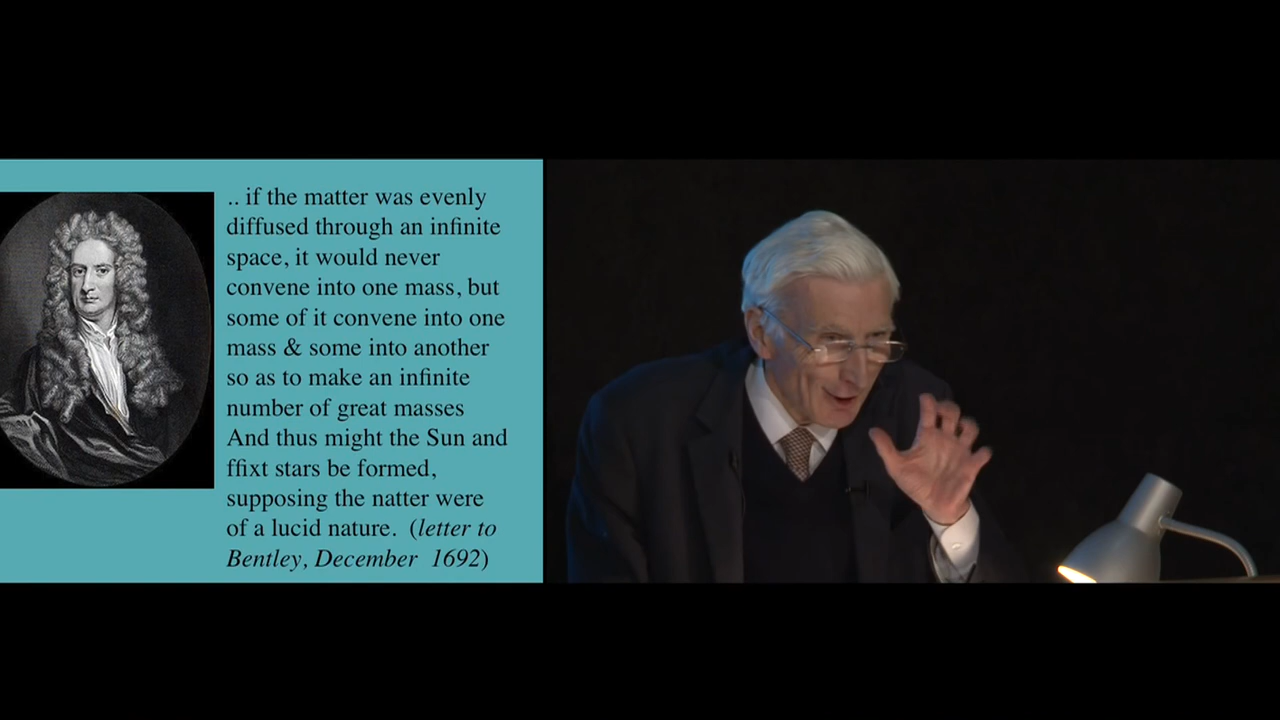 .. if the matter was evenly
diffused through an infinite
space, it would never
convene into one mass, but
some of it convene into one
mass & some into another
so as to make an infinite
number of great masses
And thus might the Sun and
ffixt stars be formed,
supposing the natter were
of a lucid nature. (letter to
Bentley, December 1692)